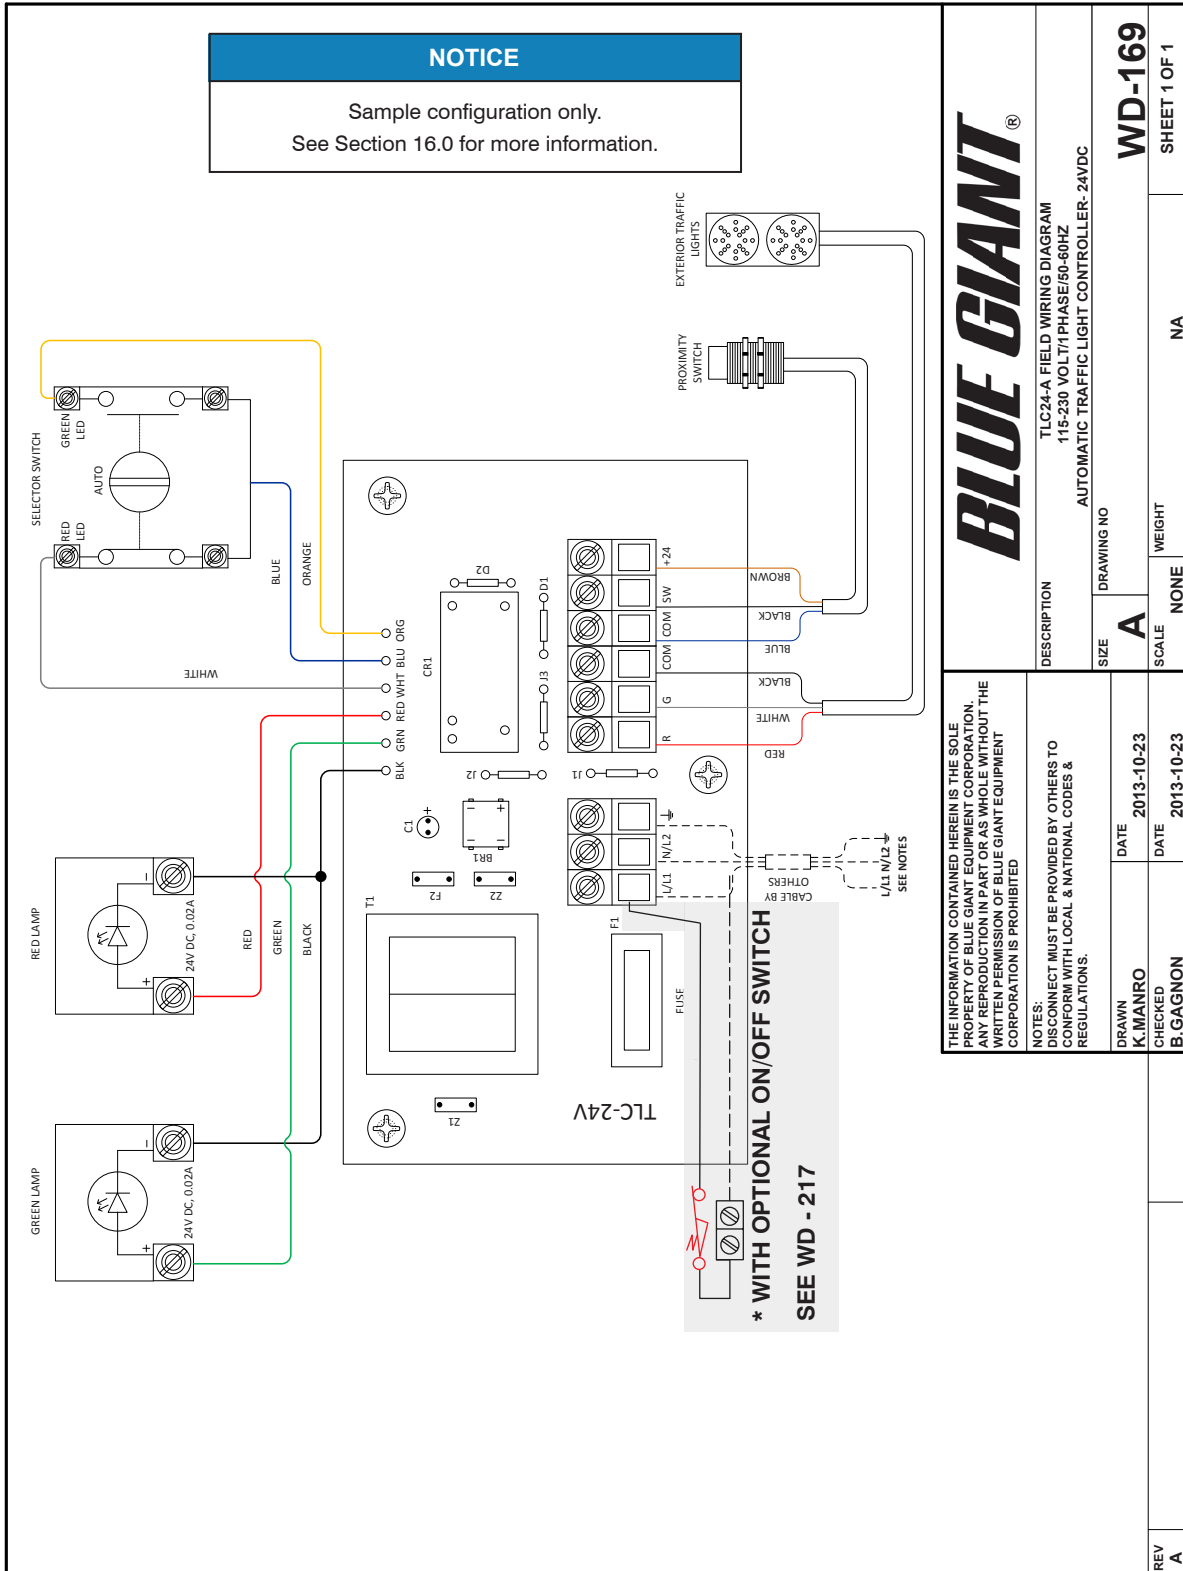 NOTICE
Sample configuration only.
See Section 16.0 for more information.
GREEN LAMP
24V DC, 0.02A
+
−
RED LAMP
24V DC, 0.02A
+
−
RED
GREEN
BLACK
SELECTOR SWITCH
RED
LED
AUTO
GREEN
LED
BLUE
ORANGE
WHITE
BLK
GRN
RED
WHT
BLU
ORG
TLC-24V
Z1
T1
F2
Z2
C1
+
BR1
J2
CR1
D2
D1
J3
J1
F1
FUSE
L/L1
N/L2
R
G
COM
COM
SW
+24
RED
WHITE
BLACK
BLUE
BLACK
BROWN
CABLE BY
OTHERS
L/L1 N/L2
SEE NOTES
PROXIMITY
SWITCH
EXTERIOR TRAFFIC
LIGHTS
* WITH OPTIONAL ON/OFF SWITCH
SEE WD - 217
THE INFORMATION CONTAINED HEREIN IS THE SOLE
PROPERTY OF BLUE GIANT EQUIPMENT CORPORATION.
ANY REPRODUCTION IN PART OR AS WHOLE WITHOUT THE
WRITTEN PERMISSION OF BLUE GIANT EQUIPMENT
CORPORATION IS PROHIBITED
NOTES:
DISCONNECT MUST BE PROVIDED BY OTHERS TO
CONFORM WITH LOCAL & NATIONAL CODES &
REGULATIONS.
DRAWN
K.MANRO
DATE
2013-10-23
CHECKED
B.GAGNON
DATE
2013-10-23
BLUE GIANT®
DESCRIPTION
TLC24-A FIELD WIRING DIAGRAM
115-230 VOLT/1PHASE/50-60HZ
AUTOMATIC TRAFFIC LIGHT CONTROLLER- 24VDC
SIZE
A
DRAWING NO
WD-169
SCALE
NONE
WEIGHT
NA
SHEET 1 OF 1
REV
A